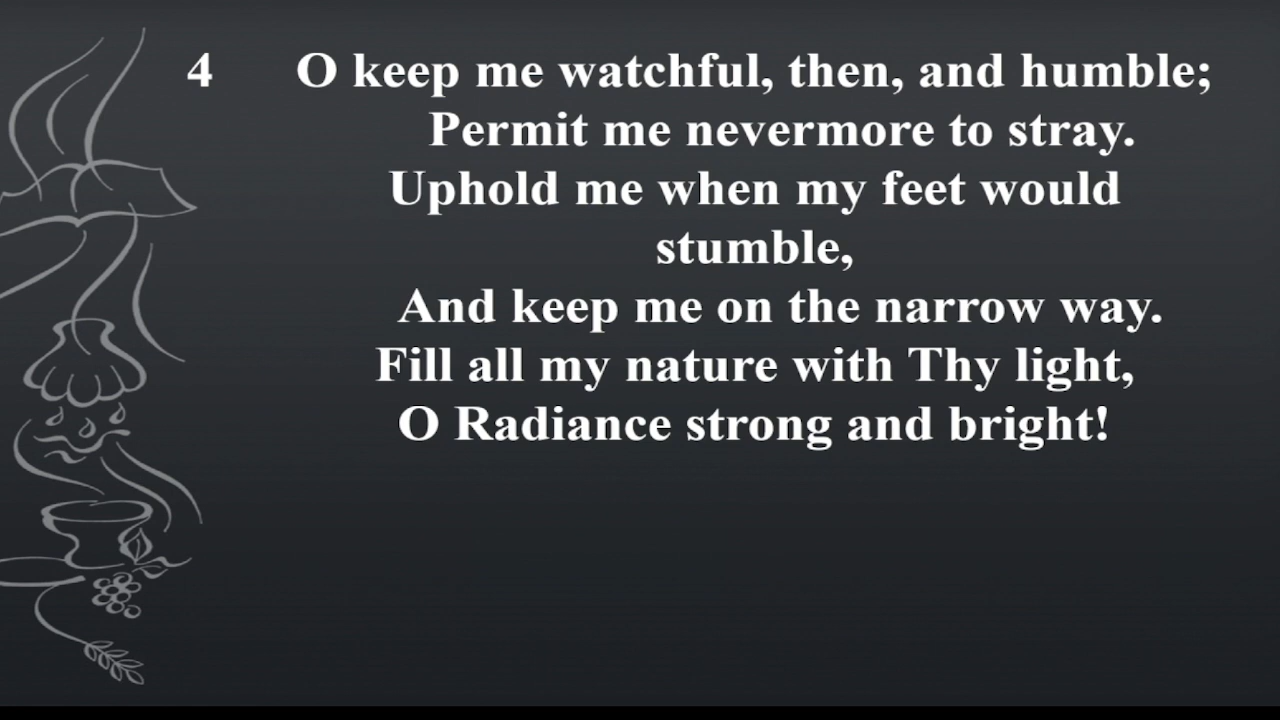 4 O keep me watchful, then, and humble;
Permit me nevermore to stray.
Uphold me when my feet would
stumble,
And keep me on the narrow way.
Fill all my nature with Thy light,
O Radiance strong and bright!